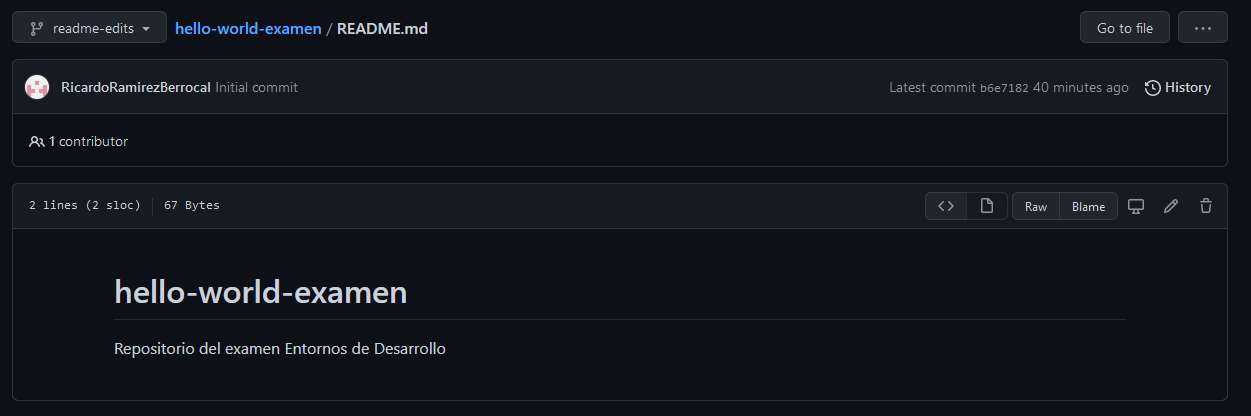 readme-edits hello-world-examen / README.md Go to file ...
RicardoRamirezBerrocal Initial commit Latest commit b6e7182 40 minutes ago History
1 contributor
2 lines (2 sloc) 67 Bytes <> Raw Blame
hello-world-examen
Repositorio del examen Entornos de Desarrollo